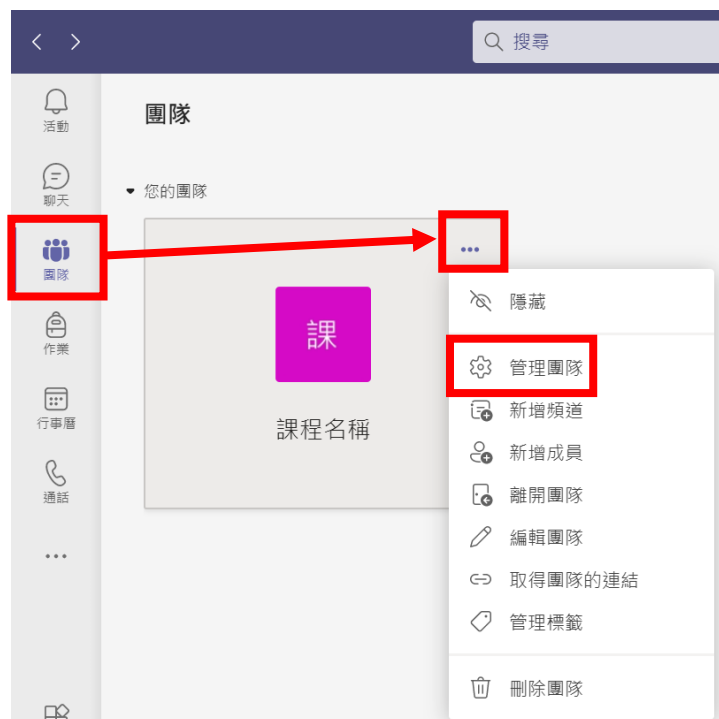 搜尋
活動
聊天
團隊
作業
行事曆
通話
團隊
您的團隊
課
課程名稱
隱藏
管理團隊
新增頻道
新增成員
離開團隊
編輯團隊
取得團隊的連結
管理標籤
刪除團隊